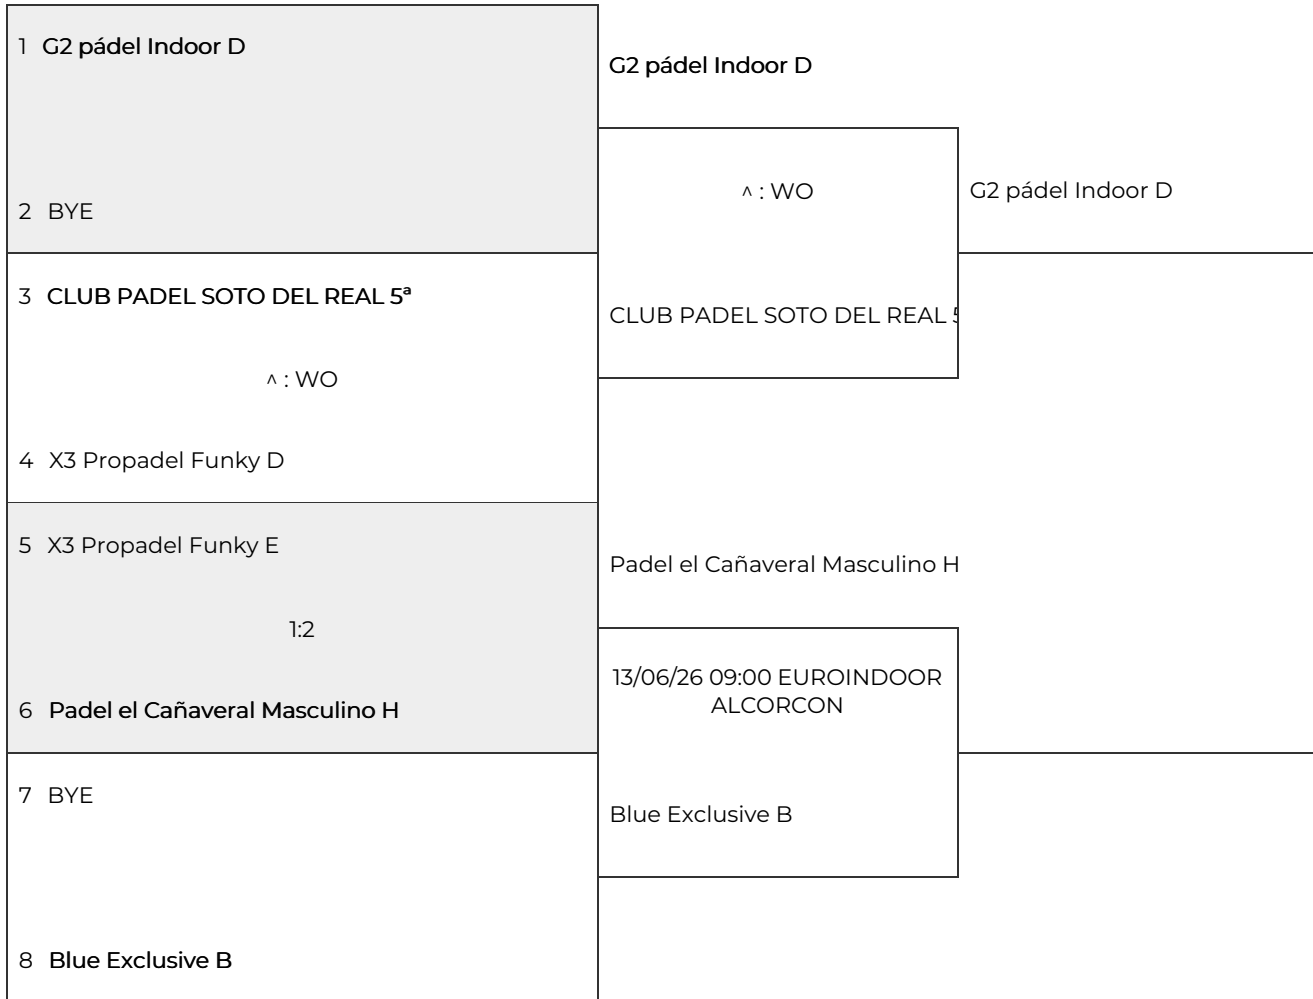 1 G2 pádel Indoor D
2 BYE
3 CLUB PADEL SOTO DEL REAL 5ª
^ : WO
4 X3 Propadel Funky D
5 X3 Propadel Funky E
1:2
6 Padel el Cañaveral Masculino H
7 BYE
8 Blue Exclusive B
G2 pádel Indoor D
^ : WO
CLUB PADEL SOTO DEL REAL 5
Padel el Cañaveral Masculino H
13/06/26 09:00 EUROINDOOR
ALCORCON
Blue Exclusive B
G2 pádel Indoor D